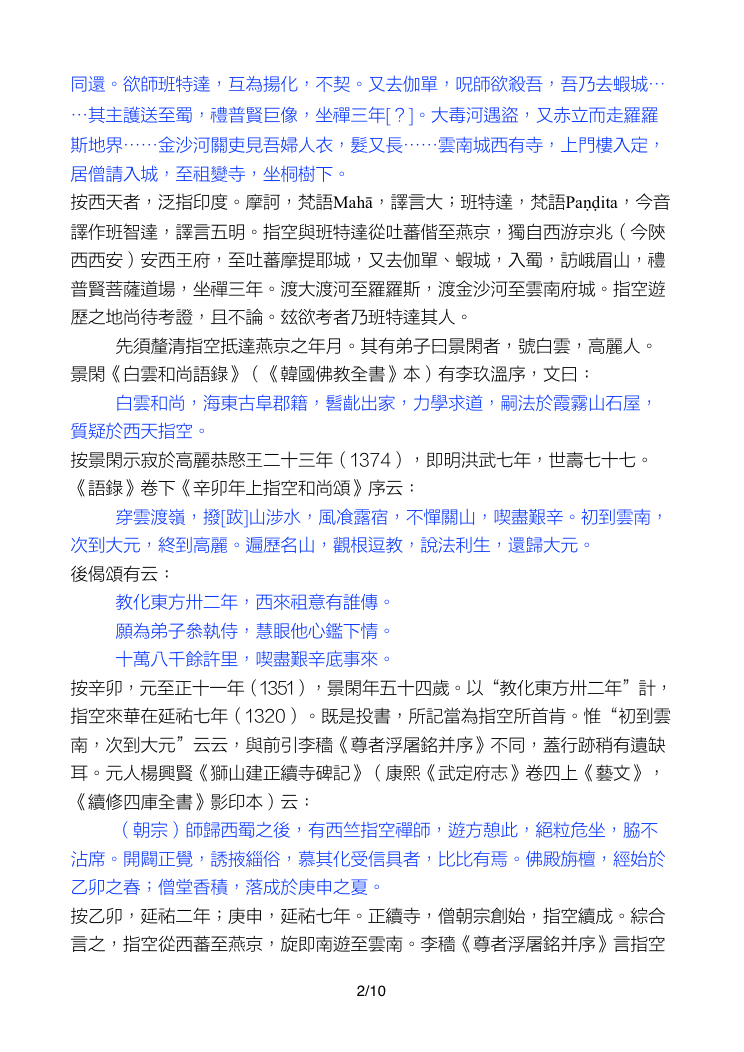 同還。欲師班特達，互為揚化，不契。又去伽單，呪師欲殺吾，吾乃去蝦城…
…其主護送至蜀，禮普賢巨像，坐禪三年[？]。大毒河遇盜，又赤立而走羅羅
斯地界……金沙河關吏見吾婦人衣，髮又長……雲南城西有寺，上門樓入定，
居僧請入城，至祖變寺，坐桐樹下。
按西天者，泛指印度。摩訶，梵語Mahā，譯言大；班特達，梵語Paṇḍita，今音
譯作班智達，譯言五明。指空與班特達從吐蕃偕至燕京，獨自西游京兆（今陝
西西安）安西王府，至吐蕃摩提耶城，又去伽單、蝦城，入蜀，訪峨眉山，禮
普賢菩薩道場，坐禪三年。渡大渡河至羅羅斯，渡金沙河至雲南府城。指空遊
歷之地尚待考證，且不論。茲欲考者乃班特達其人。
先須釐清指空抵達燕京之年月。其有弟子曰景閑者，號白雲，高麗人。
景閑《白雲和尚語錄》（《韓國佛教全書》本）有李玖溫序，文曰：
白雲和尚，海東古阜郡籍，髫齔出家，力學求道，嗣法於霞霧山石屋，
質疑於西天指空。
按景閑示寂於高麗恭愍王二十三年（1374），即明洪武七年，世壽七十七。
《語錄》卷下《辛卯年上指空和尚頌》序云：
穿雲渡嶺，撥[跋]山涉水，風飡露宿，不憚關山，喫盡艱辛。初到雲南，
次到大元，終到高麗。遍歷名山，觀根逗教，說法利生，還歸大元。
後偈頌有云：
教化東方卅二年，西來祖意有誰傳。
願為弟子叅執侍，慧眼他心鑑下情。
十萬八千餘許里，喫盡艱辛底事來。
按辛卯，元至正十一年（1351），景閑年五十四歲。以“教化東方卅二年”計，
指空來華在延祐七年（1320）。既是投書，所記當為指空所首肯。惟“初到雲
南，次到大元”云云，與前引李穡《尊者浮屠銘并序》不同，蓋行跡稍有遺缺
耳。元人楊興賢《獅山建正續寺碑記》（康熙《武定府志》卷四上《藝文》，
《續修四庫全書》影印本）云：
（朝宗）師歸西蜀之後，有西竺指空禪師，遊方憩此，絕粒危坐，脇不
沾席。開闢正覺，誘掖緇俗，慕其化受信具者，比比有焉。佛殿旃檀，經始於
乙卯之春；僧堂香積，落成於庚申之夏。
按乙卯，延祐二年；庚申，延祐七年。正續寺，僧朝宗創始，指空續成。綜合
言之，指空從西蕃至燕京，旋即南遊至雲南。李穡《尊者浮屠銘并序》言指空
2/10